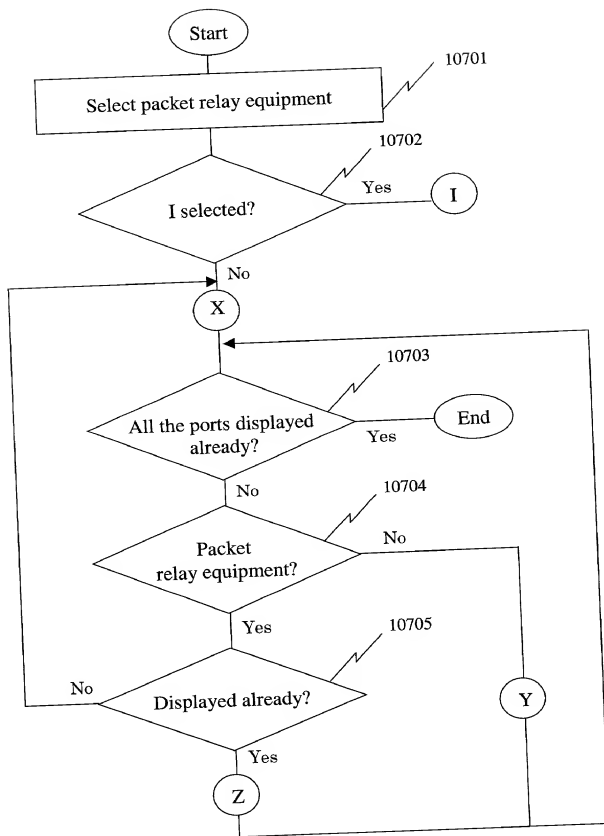 Start
10701
Select packet relay equipment
10702
I selected?
Yes
I
No
X
10703
All the ports displayed
already?
Yes
End
No
10704
Packet
relay equipment?
No
Yes
10705
No
Displayed already?
Y
Yes
Z